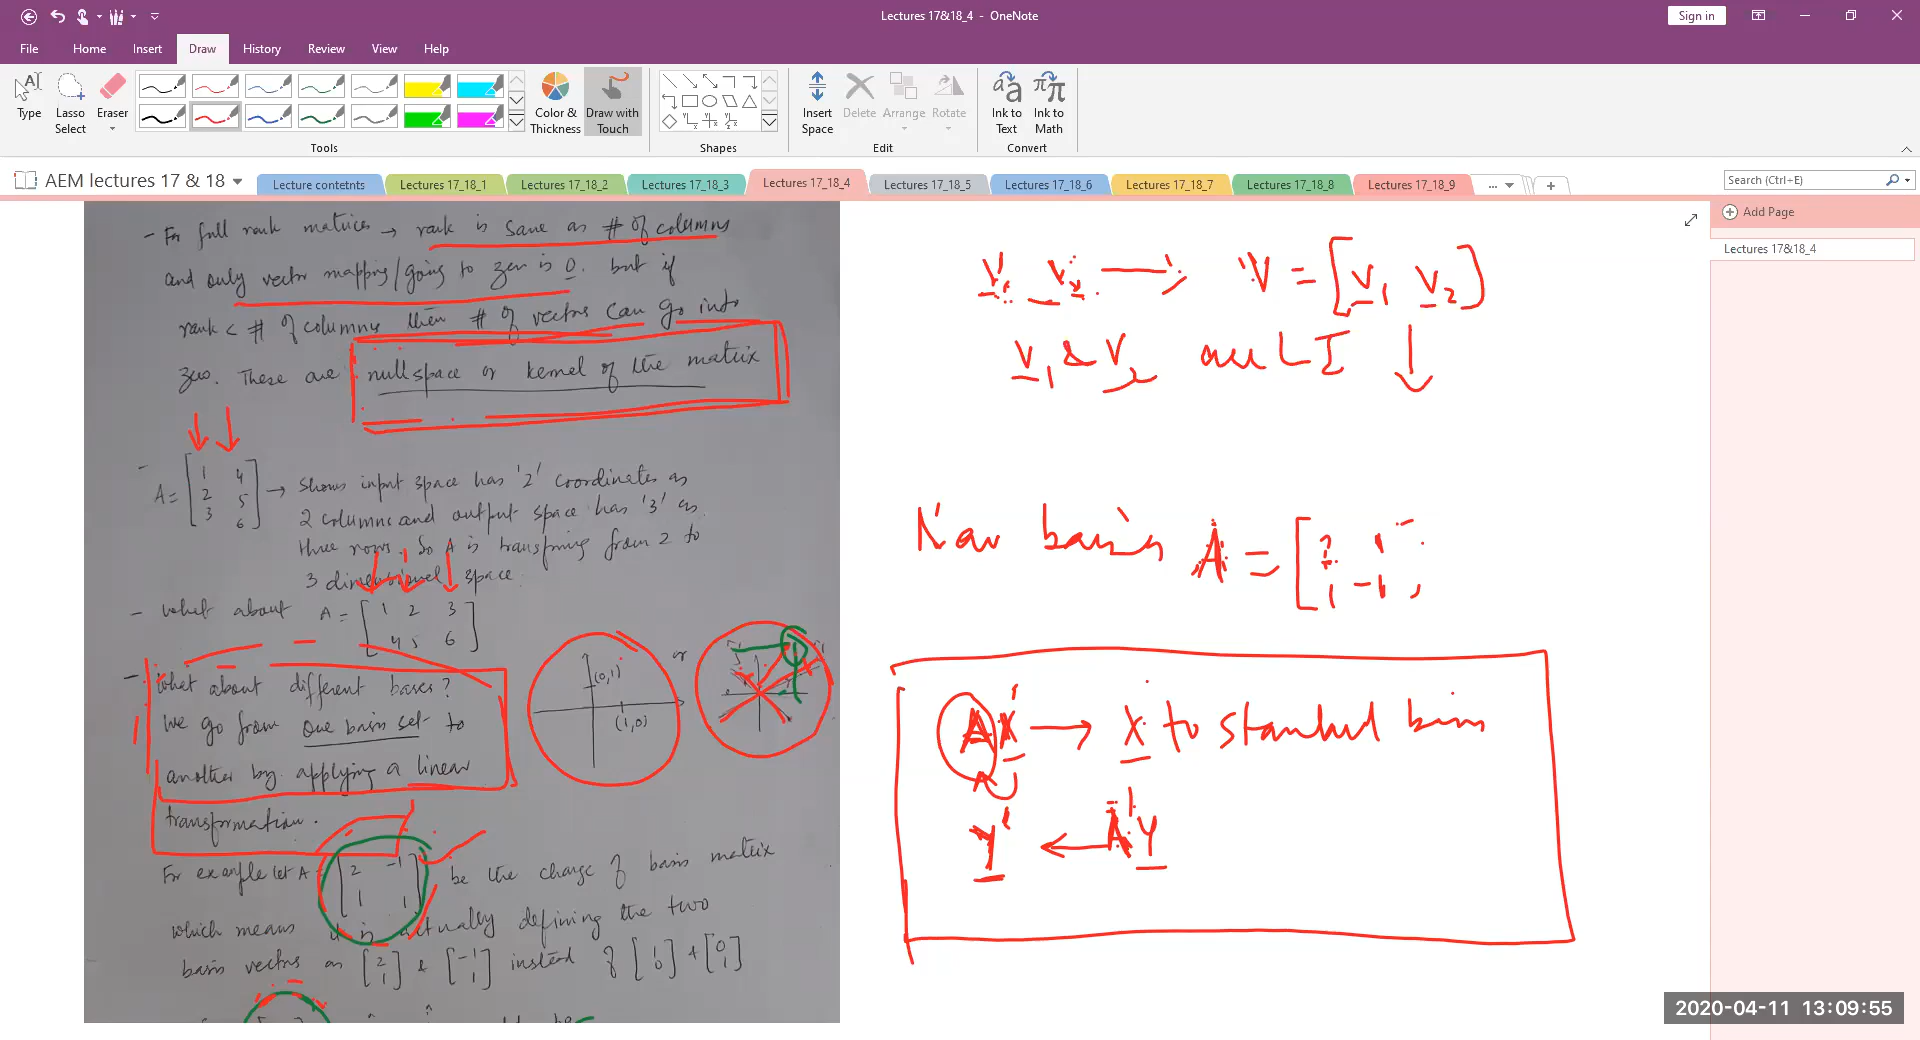 Lectures 17&18_4 - OneNote
Sign in
File Home Insert Draw History Review View Help
Type
Lasso Select
Eraser
Color & Thickness
Draw with Touch
Insert Space
Delete
Arrange
Rotate
Ink to Text
Ink to Math
Tools
Shapes
Edit
Convert
AEM lectures 17 & 18
Lecture contetnts
Lectures 17_18_1
Lectures 17_18_2
Lectures 17_18_3
Lectures 17_18_4
Lectures 17_18_5
Lectures 17_18_6
Lectures 17_18_7
Lectures 17_18_8
Lectures 17_18_9
...
Search (Ctrl+E)
Add Page
Lectures 17&18_4
- For full rank matrices → rank is same as # of columns
and only vector mapping/going to zero is 0. but if
rank < # of columns then # of vectors can go into
zero. These are null space or kernel of the matrix
- A = [1 4
2 5
3 6] → shows input space has '2' coordinates as
2 columns and output space has '3' as
three rows. So A is transforming from 2 to
3 dimensional space.
- What about A = [1 2 3
4 5 6]
- What about different bases?
We go from one basis set to
another by applying a linear
transformation.
(0,1)
(1,0)
or
For example let A = [2 -1
1 1] be the change of basis matrix
which means it is actually defining the two
basis vectors as [2 1] & [-1 1] instead of [1 0] + [0 1]
V1 V2 → V = [V1 V2]
V1 & V2 are LI
New basis A = [2 1
1 -1]
AX' → X to standard basis
Y' ← A Y
2020-04-11 13:09:55